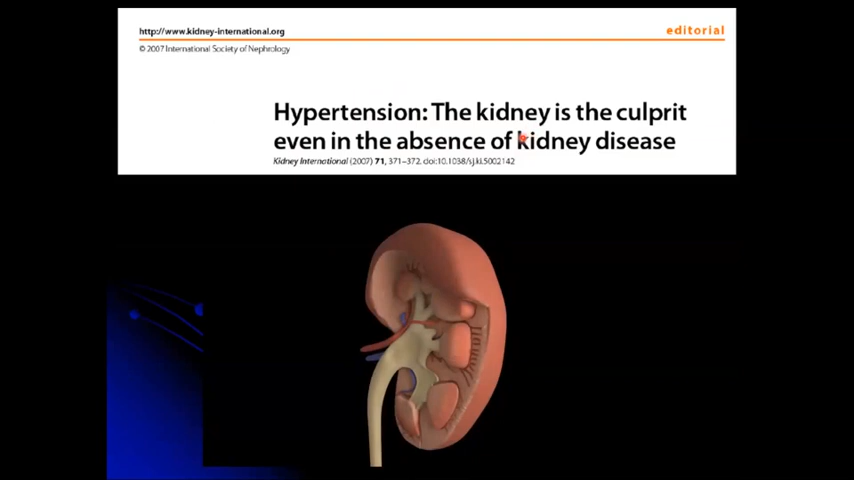 http://www.kidney-international.org
editorial
© 2007 International Society of Nephrology
Hypertension: The kidney is the culprit
even in the absence of kidney disease
Kidney International (2007) 71, 371–372. doi:10.1038/sj.ki.5002142